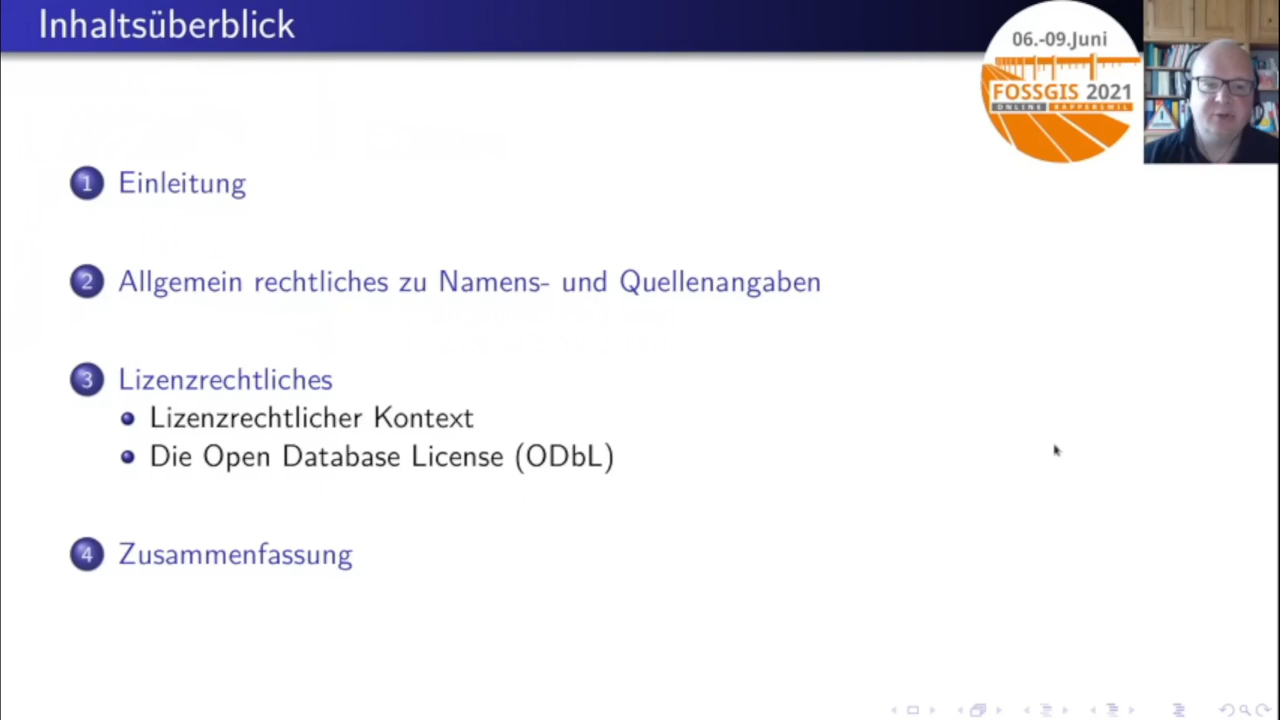 Inhaltsüberblick
06.-09.Juni
FOSSGIS 2021
ONLINE RAPPERSWIL
1 Einleitung
2 Allgemein rechtliches zu Namens- und Quellenangaben
3 Lizenzrechtliches
Lizenzrechtlicher Kontext
Die Open Database License (ODbL)
4 Zusammenfassung